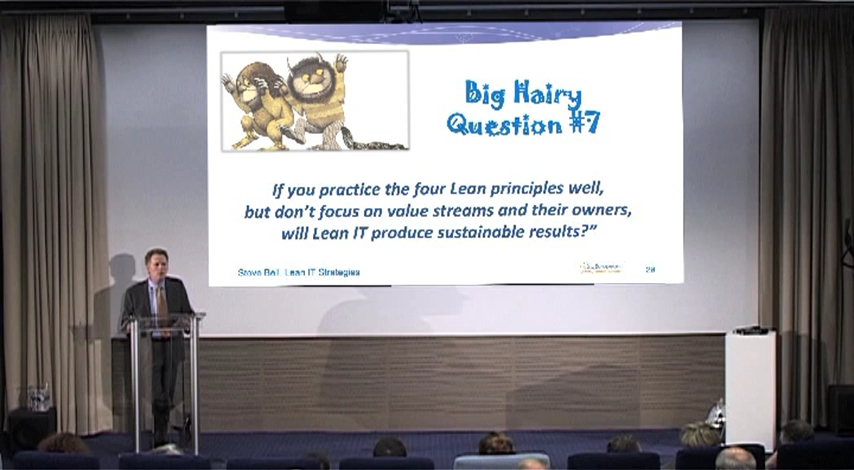 Big Hairy
Question #7
If you practice the four Lean principles well,
but don't focus on value streams and their owners,
will Lean IT produce sustainable results?”
Steve Bell, Lean IT Strategies
28